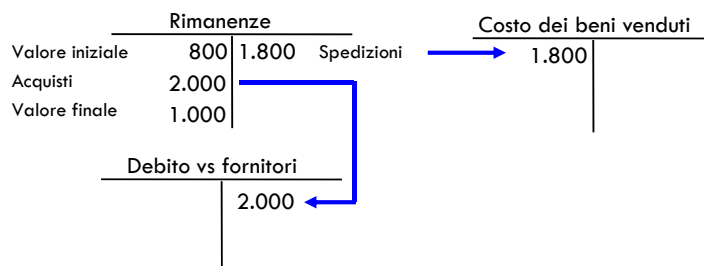 Rimanenze
Costo dei beni venduti
Valore iniziale 800 1.800 Spedizioni 1.800
Acquisti 2.000
Valore finale 1.000
Debito vs fornitori
2.000